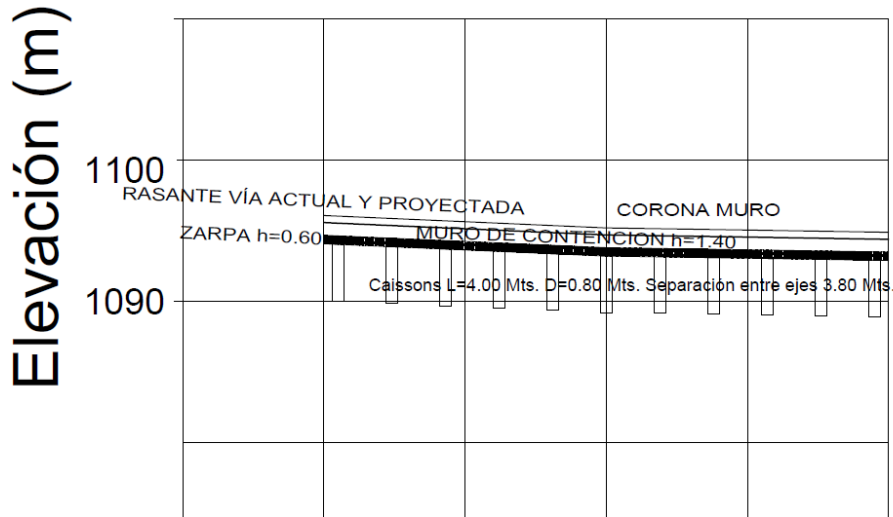 Elevación (m)
1100
RASANTE VÍA ACTUAL Y PROYECTADA
CORONA MURO
ZARPA h=0.60
MURO DE CONTENCION h=1.40
Caissons L=4.00 Mts. D=0.80 Mts. Separación entre ejes 3.80 Mts.
1090